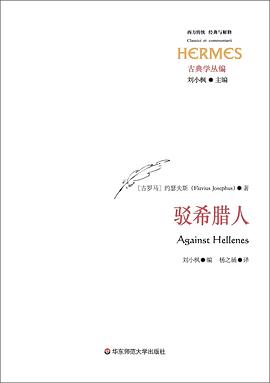 西方传统 经典与解释
Classici et commentarii
HERMES
古典学丛编
刘小枫 ● 主编
[古罗马] 约瑟夫斯 (Flavius Josephus) ● 著
驳希腊人
Against Hellenes
刘小枫 ● 编 杨之涵 ● 译
华东师范大学出版社